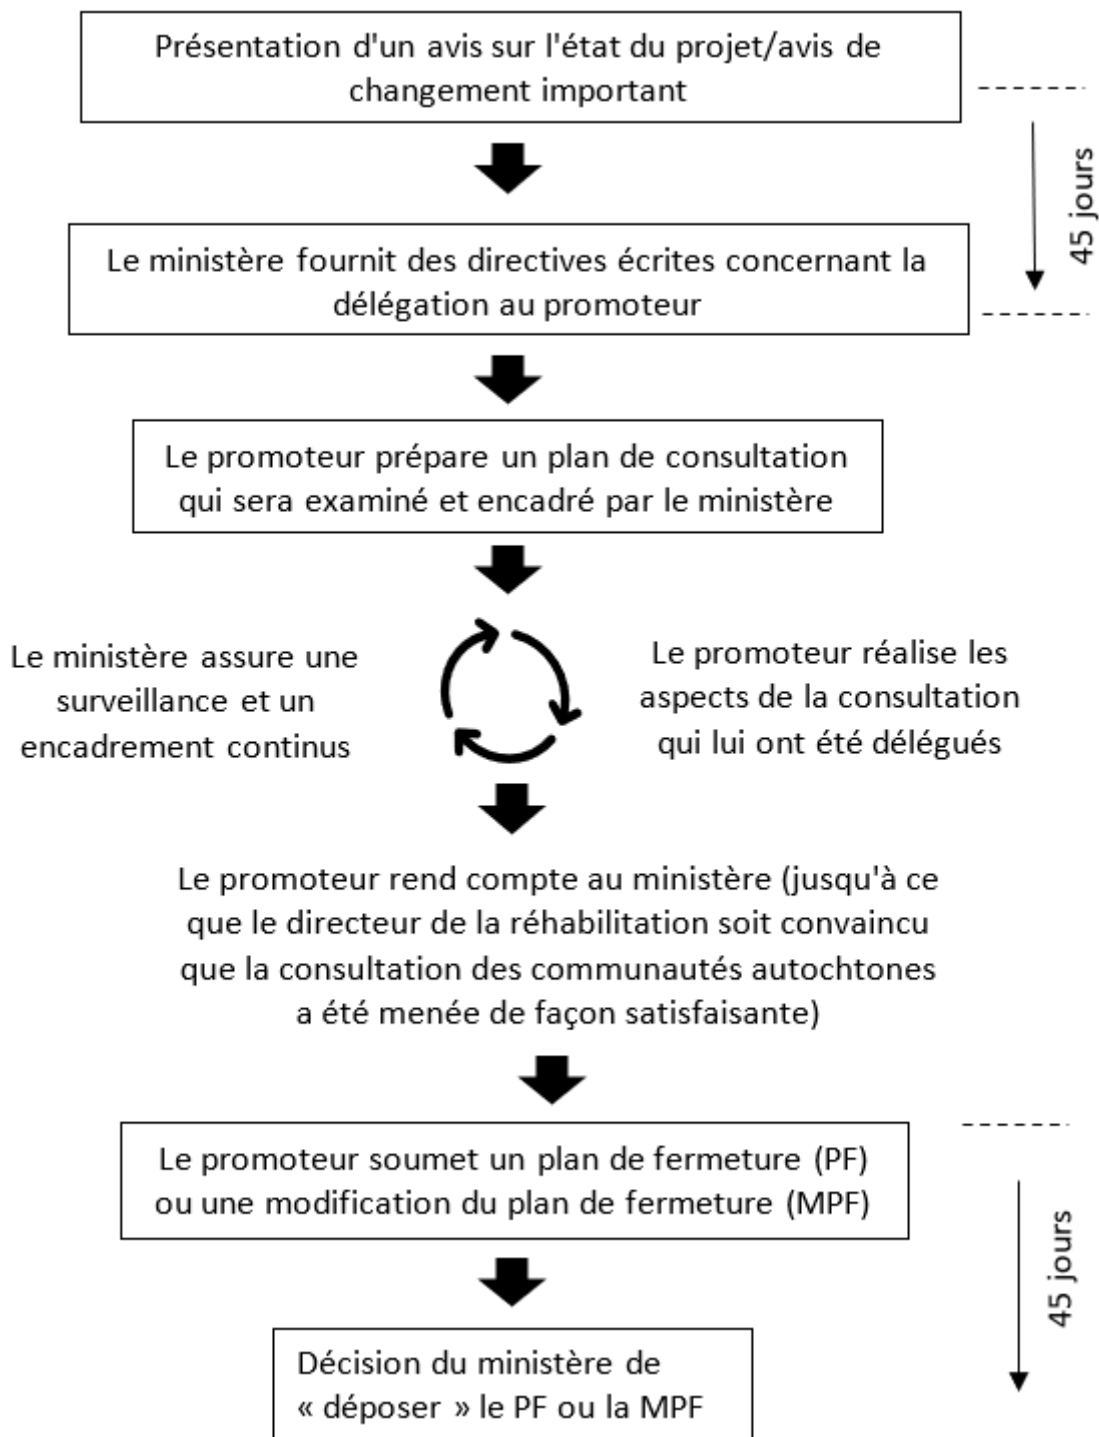 Présentation d'un avis sur l'état du projet/avis de
changement important
45 jours
Le ministère fournit des directives écrites concernant la
délégation au promoteur
Le promoteur prépare un plan de consultation
qui sera examiné et encadré par le ministère
Le ministère assure une
surveillance et un
encadrement continus
Le promoteur réalise les
aspects de la consultation
qui lui ont été délégués
Le promoteur rend compte au ministère (jusqu'à ce
que le directeur de la réhabilitation soit convaincu
que la consultation des communautés autochtones
a été menée de façon satisfaisante)
Le promoteur soumet un plan de fermeture (PF)
ou une modification du plan de fermeture (MPF)
45 jours
Décision du ministère de
« déposer » le PF ou la MPF